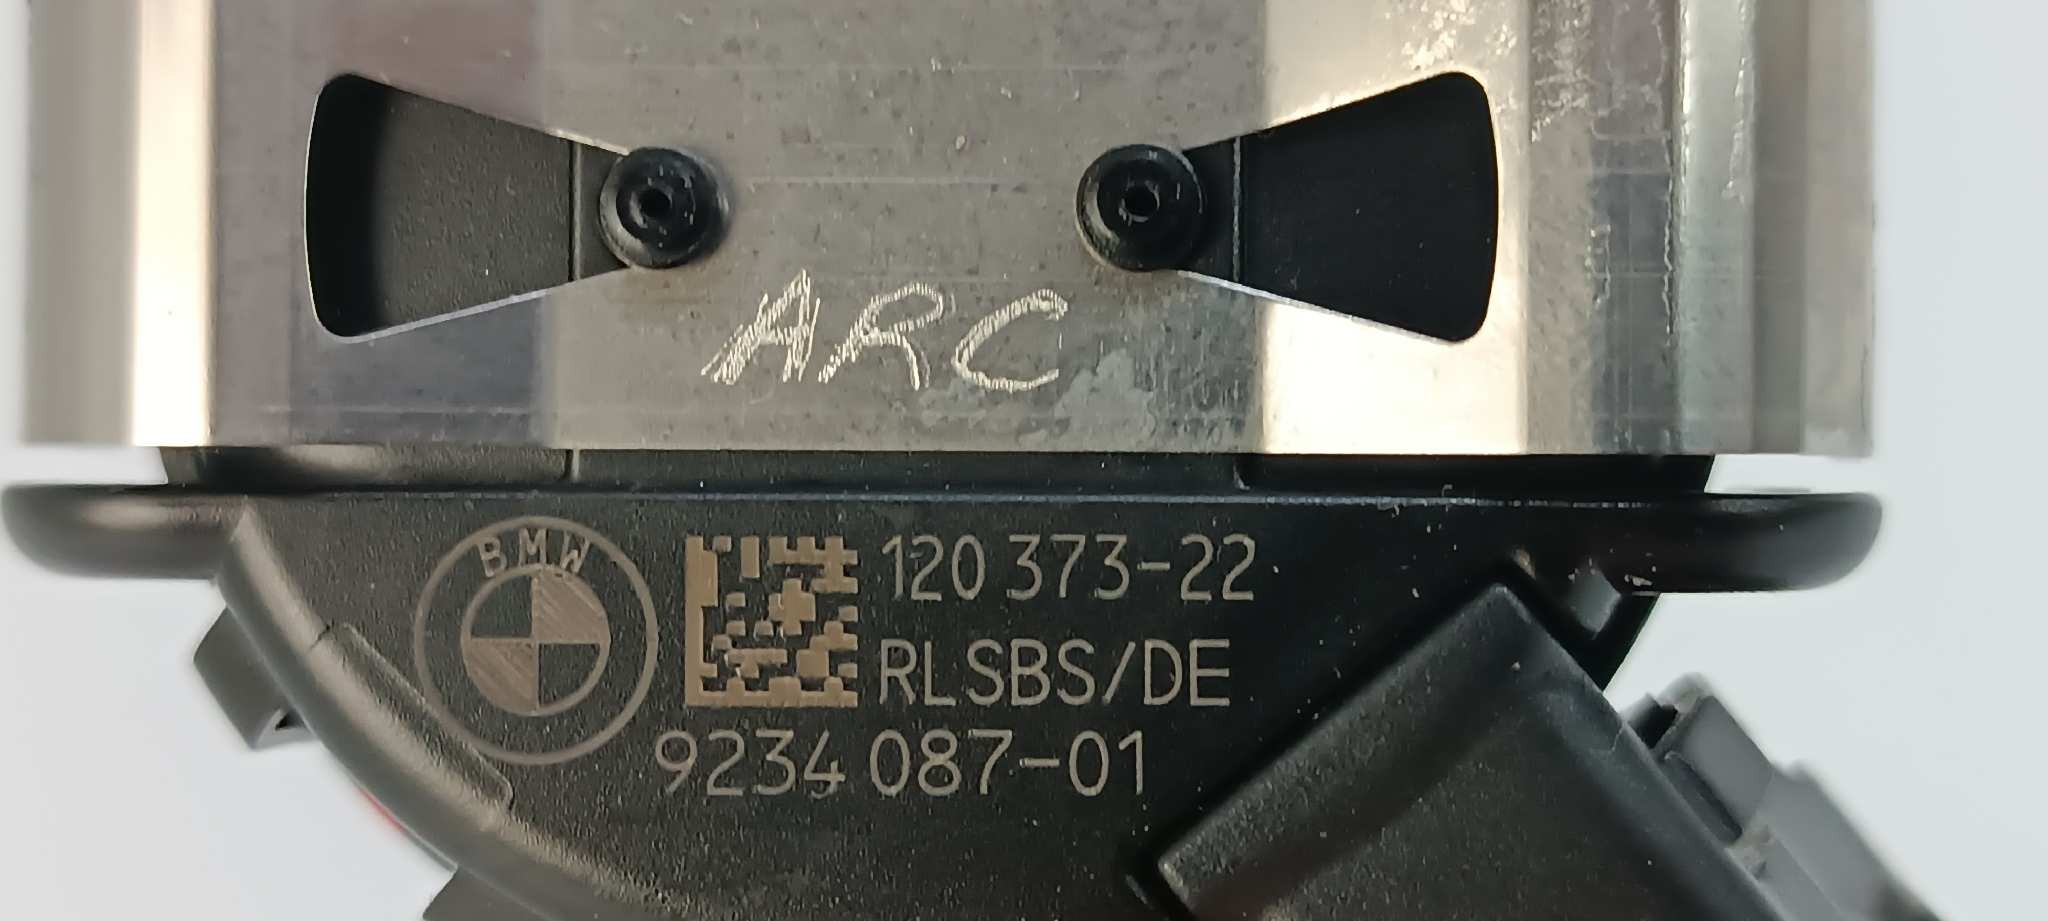 ARC
BMW
120 373-22
RLSBS/DE
9234 087-01